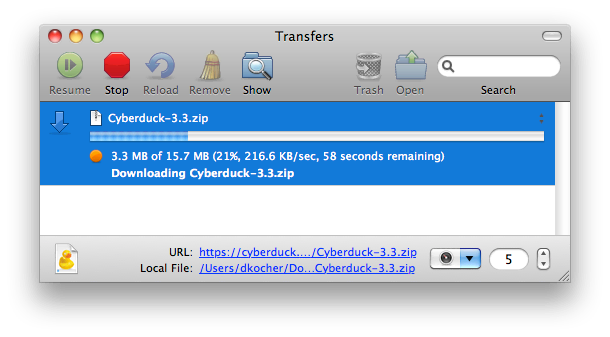 Transfers
Resume Stop Reload Remove Show Trash Open Search
Cyberduck-3.3.zip
3.3 MB of 15.7 MB (21%, 216.6 KB/sec, 58 seconds remaining)
Downloading Cyberduck-3.3.zip
URL: https://cyberduck..../Cyberduck-3.3.zip
5
Local File: /Users/dkocher/Do...Cyberduck-3.3.zip